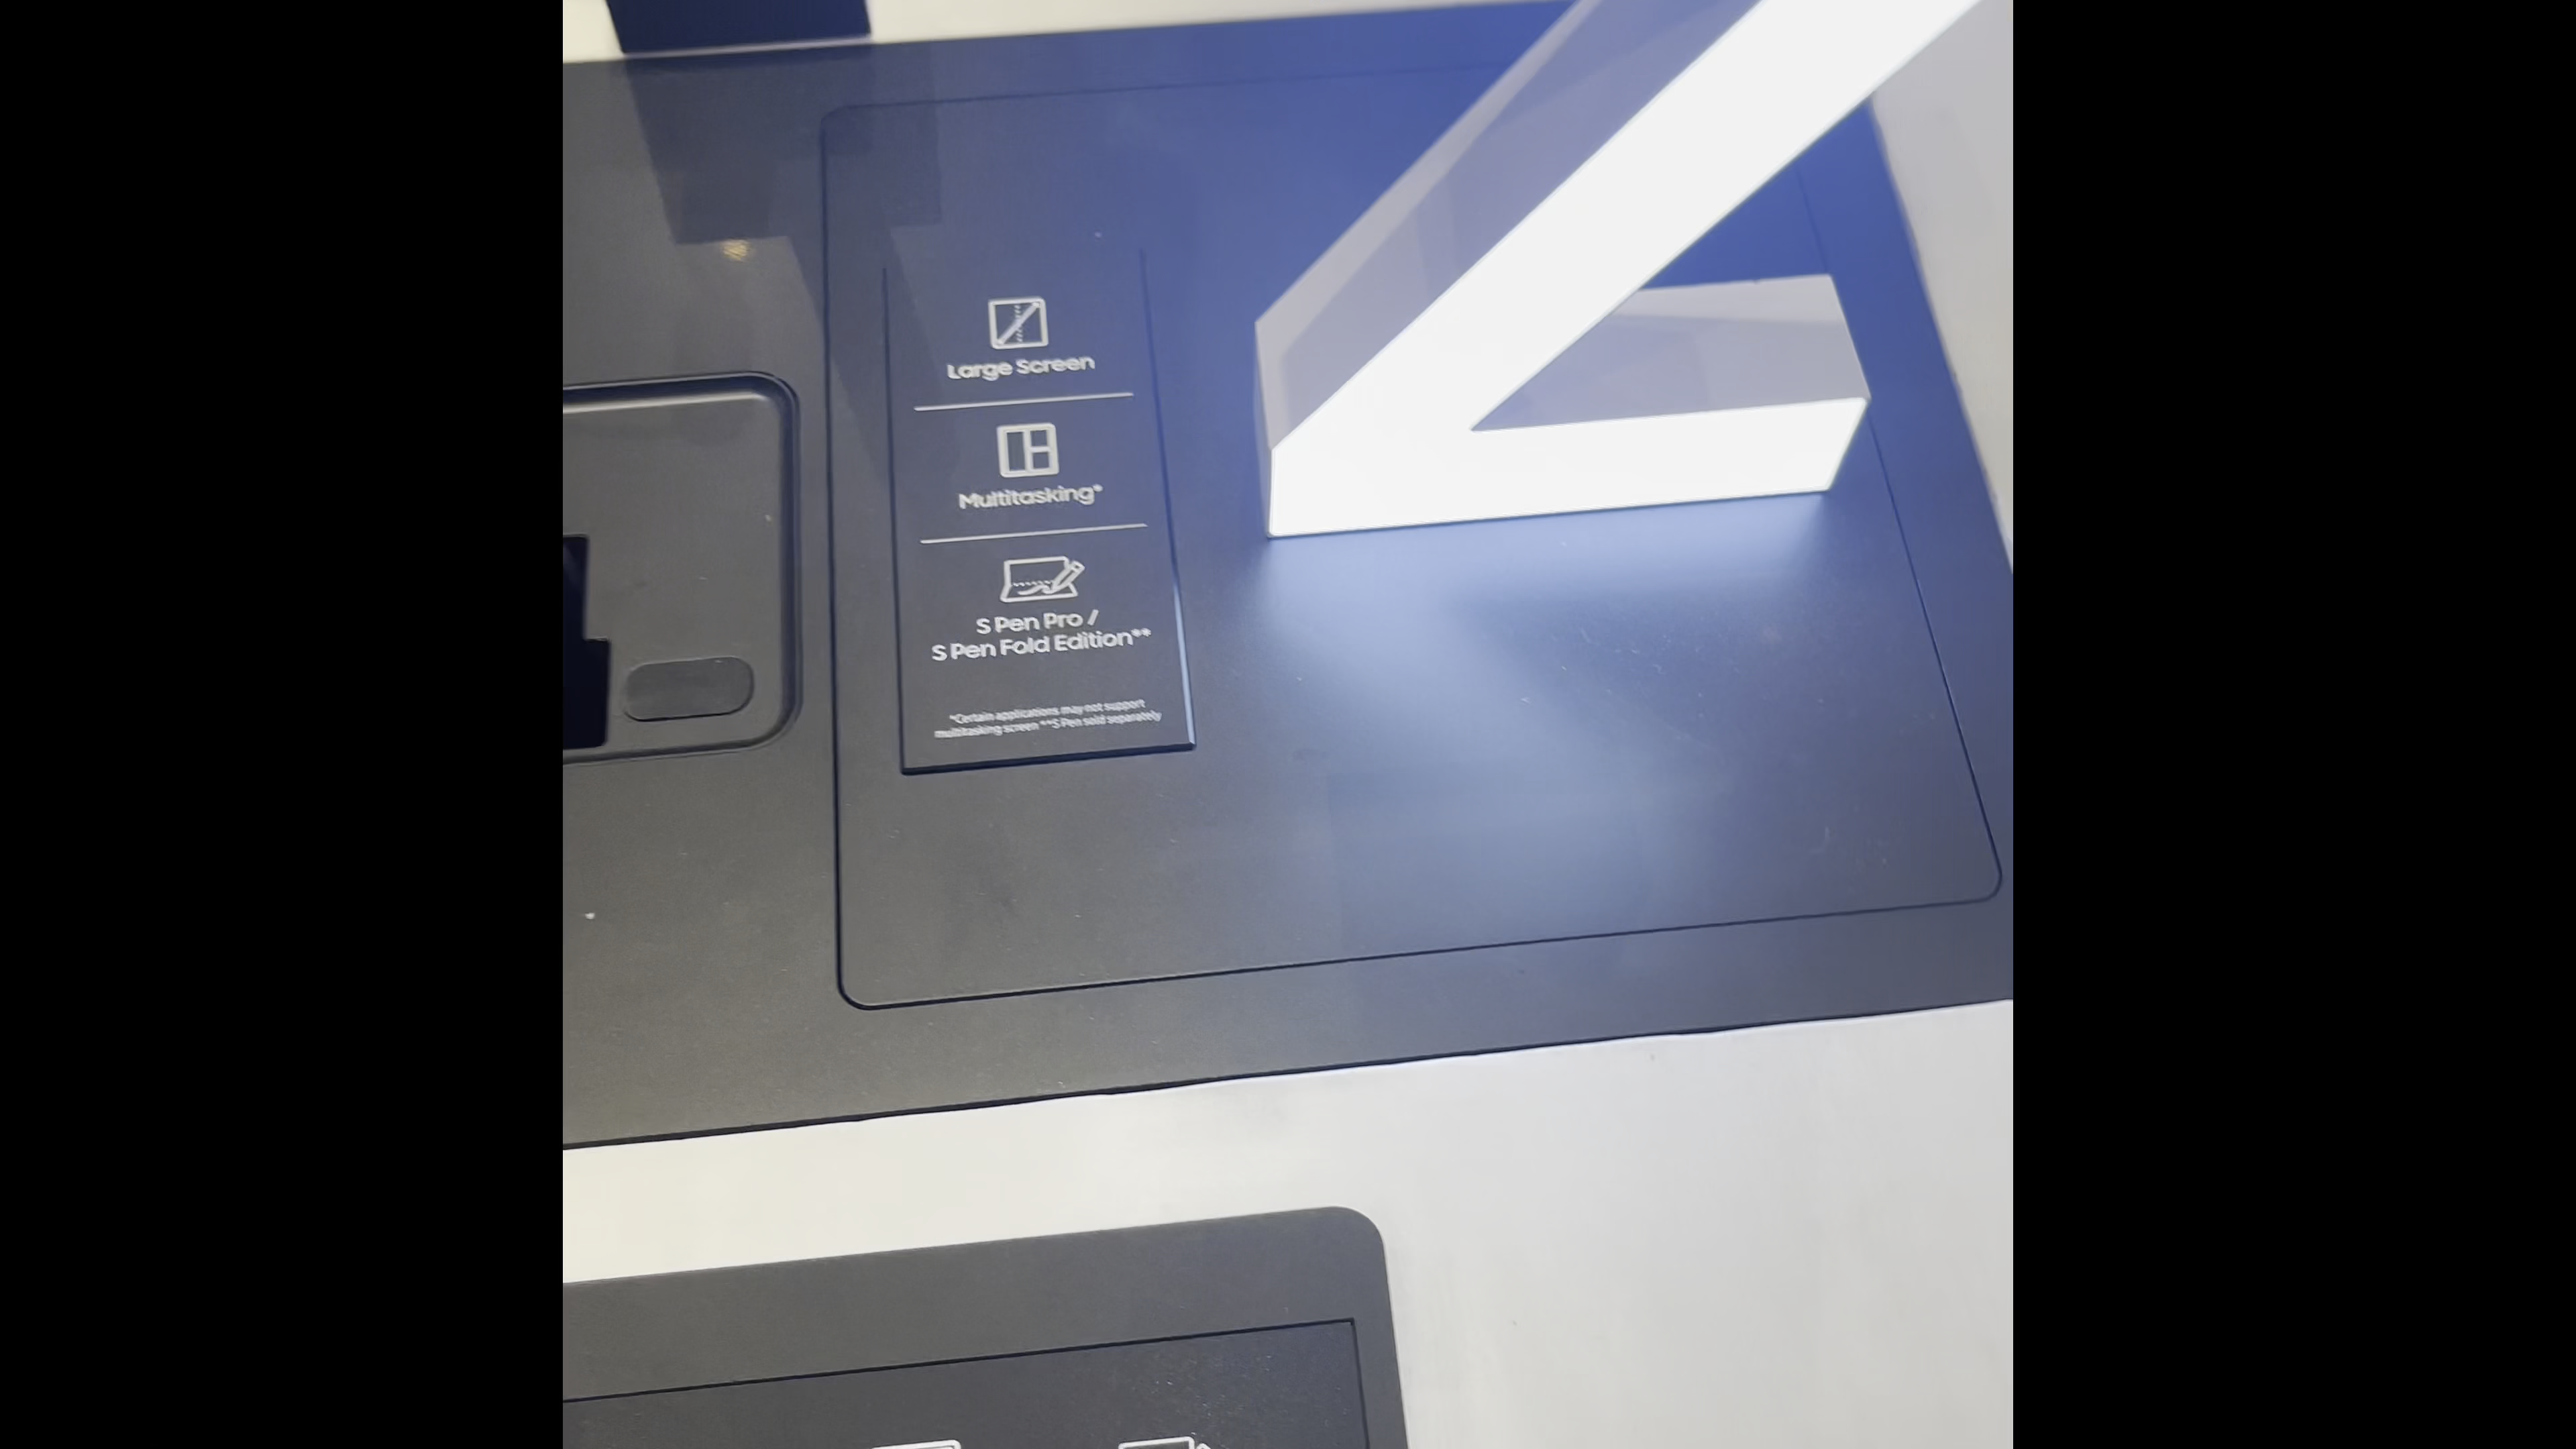 Large Screen
Multitasking*
S Pen Pro /
S Pen Fold Edition**
*Certain applications may not support
multitasking screen **S Pen sold separately
Z